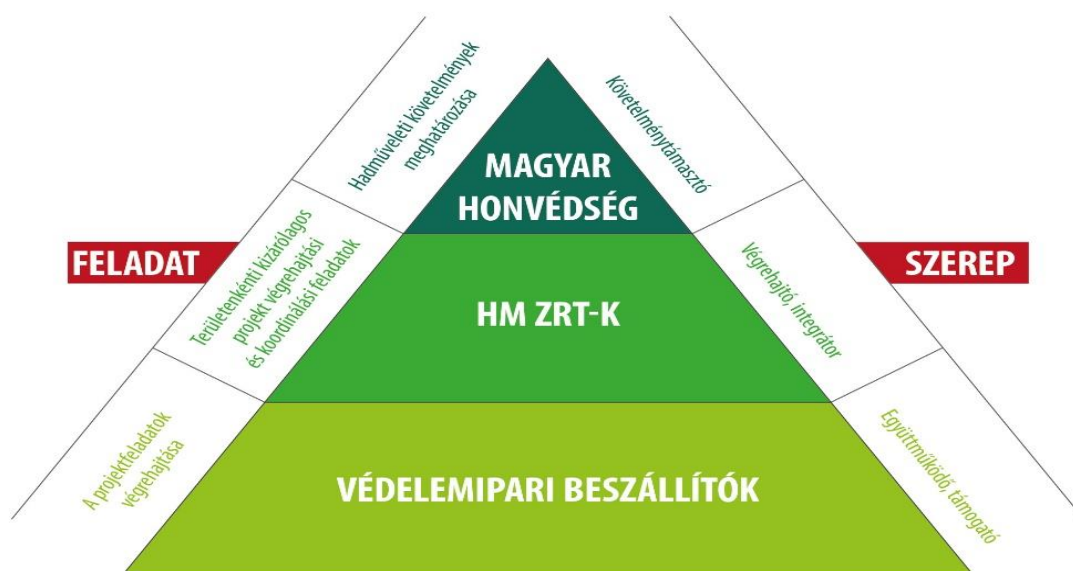 Hadműveleti követelmények
meghatározása
MAGYAR
HONVÉDSÉG
Követelménytámasztó
FELADAT
Területenkénti kizárólagos
projekt végrehajtási
és koordinálási feladatok
HM ZRT-K
Végrehajtó, integrátor
SZEREP
A projektfeladatok
végrehajtása
VÉDELEMIPARI BESZÁLLÍTÓK
Együttműködő, támogató